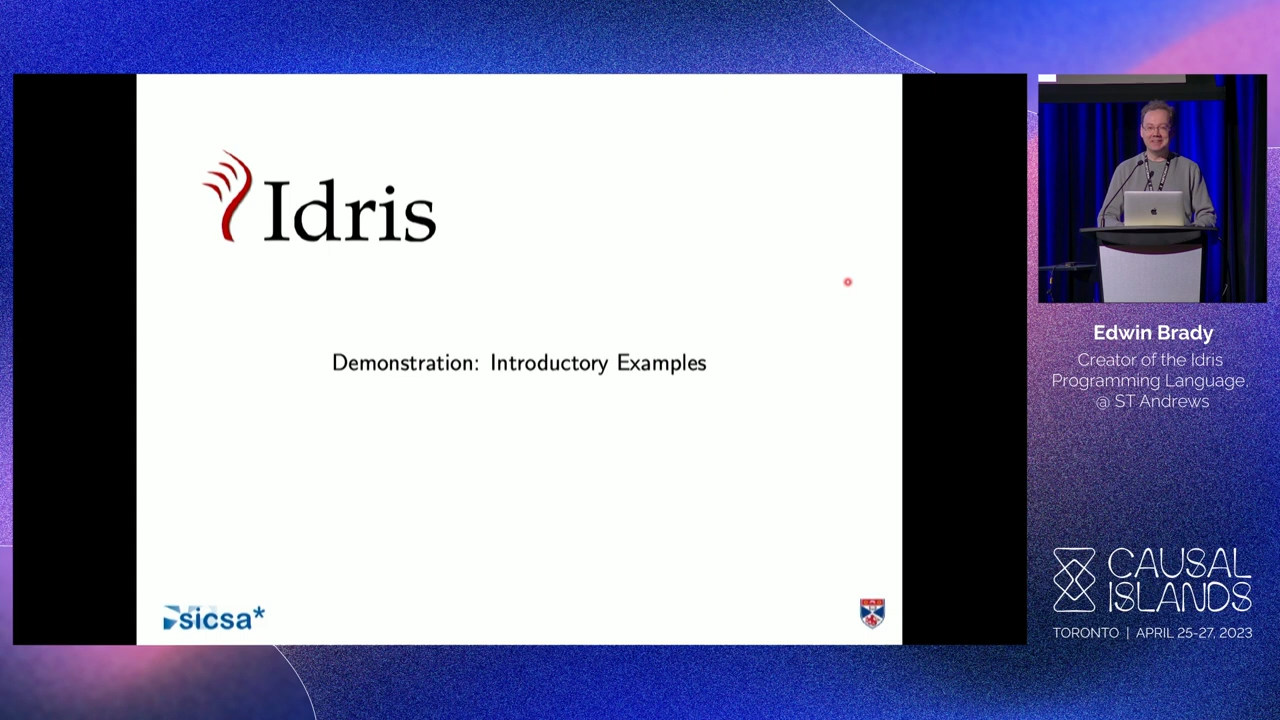 Idris
Demonstration: Introductory Examples
sicsa*
Edwin Brady
Creator of the Idris
Programming Language,
@ ST Andrews
CAUSAL
ISLANDS
TORONTO | APRIL 25-27, 2023